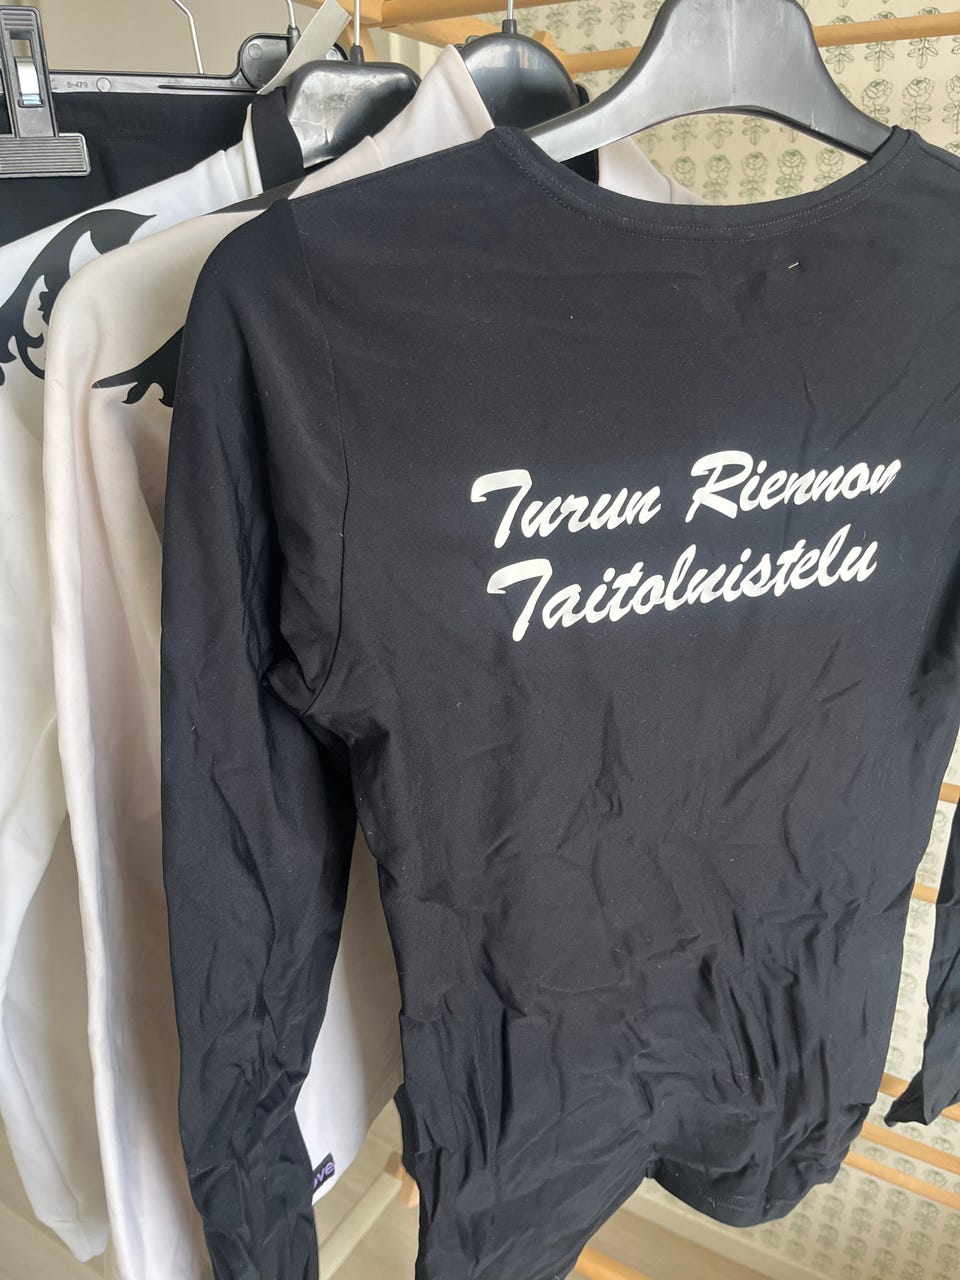 B-479
Turun Riennon
Taitoluistelu